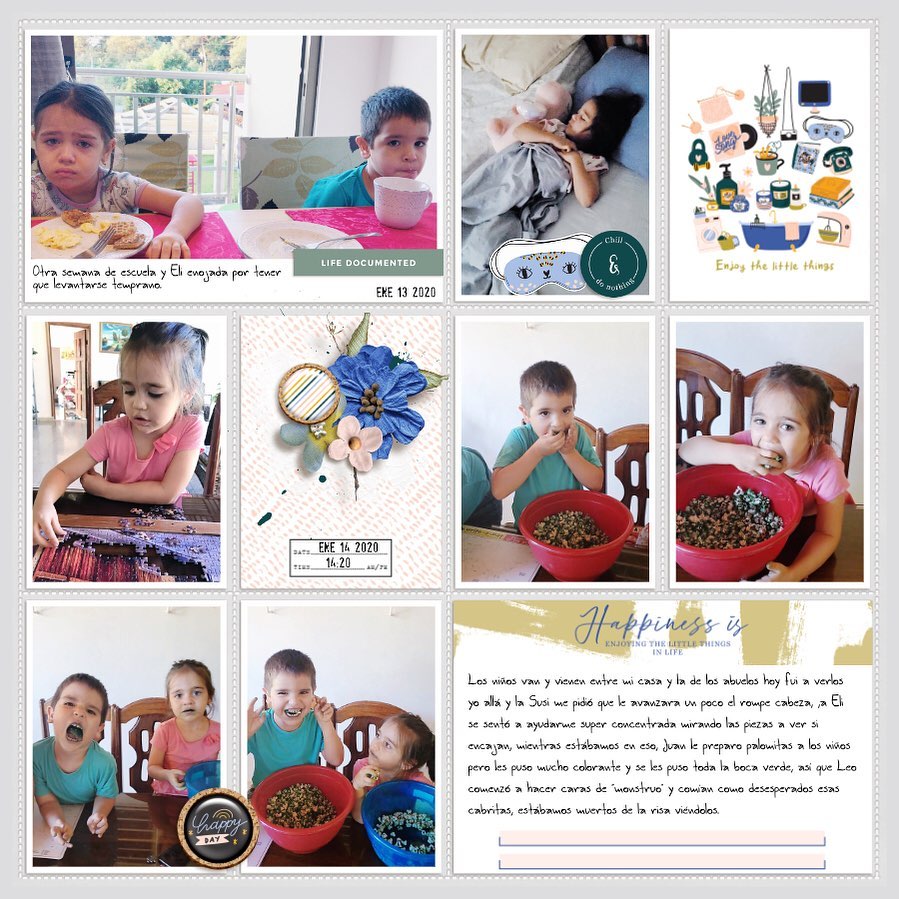 LIFE DOCUMENTED
Otra semana de escuela y Eli enojada por tener
que levantarse temprano.
ENE 13 2020
Chill
&
do nothing
Enjoy the little things
DATE ENE 14 2020
TIME 14:20 AM/PM
Happiness is
ENJOYING THE LITTLE THINGS
IN LIFE
Los niños van y vienen entre mi casa y la de los abuelos hoy fui a verlos
yo allá y la Susi me pidió que le avanzara un poco el rompe cabeza, ,a Eli
se sentó a ayudarme super concentrada mirando las piezas a ver si
encajan, mientras estábamos en eso, Juan le preparo palomitas a los niños
pero les puso mucho colorante y se les puso toda la boca verde, asi que Leo
comenzó a hacer caras de "monstruo" y comian como desesperados esas
cabritas, estábamos muertos de la risa viéndolos.
happy
DAY